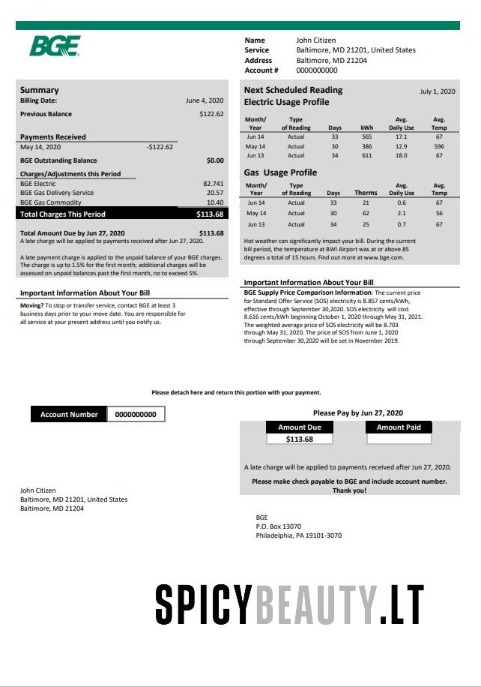 BGE
Name John Citizen
Service Baltimore, MD 21201, United States
Address Baltimore, MD 21204
Account # 0000000000
Summary
Billing Date: June 4, 2020
Previous Balance $122.62
Payments Received
May 14, 2020 -$122.62
BGE Outstanding Balance $0.00
Charges/Adjustments this Period
BGE Electric 82.741
BGE Gas Delivery Service 20.57
BGE Gas Commodity 10.40
Total Charges This Period $113.68
Total Amount Due by Jun 27, 2020 $113.68
A late charge will be applied to payments received after Jun 27, 2020.
A late payment charge is applied to the unpaid balance of your BGE charges.
The charge is up to 1.5% for the first month; additional charges will be
assessed on unpaid balances past the first month, no to exceed 5%.
Important Information About Your Bill
Moving? To stop or transfer service, contact BGE at least 3
business days prior to your move date. You are responsible for
all service at your present address until you notify us.
Next Scheduled Reading July 1, 2020
Electric Usage Profile
Month/ Type Avg. Avg.
Year of Reading Days kWh Daily Use Temp
Jun 14 Actual 33 565 17.1 67
May 14 Actual 30 386 12.9 596
Jun 13 Actual 34 611 18.0 67
Gas Usage Profile
Month/ Type Avg. Avg.
Year of Reading Days Therms Daily Use Temp
Jun 14 Actual 33 21 0.6 67
May 14 Actual 30 62 2.1 56
Jun 13 Actual 34 25 0.7 67
Hot weather can significantly impact your bill. During the current
bill period, the temperature at BWI Airport was at or above 85
degrees a total of 15 hours. Find out more at www.bge.com.
Important Information About Your Bill
BGE Supply Price Comparison Information: The current price
for Standard Offer Service (SOS) electricity is 8.857 cents/kWh,
effective through September 30,2020. SOS electricity will cost
8.616 cents/kWh beginning October 1, 2020 through May 31, 2021.
The weighted average price of SOS electricity will be 8.703
through May 31, 2020. The price of SOS from June 1, 2020
through September 30,2020 will be set in November 2019.
Please detach here and return this portion with your payment.
Account Number 0000000000
Please Pay by Jun 27, 2020
Amount Due Amount Paid
$113.68
A late charge will be applied to payments received after Jun 27, 2020.
Please make check payable to BGE and include account number.
Thank you!
John Citizen
Baltimore, MD 21201, United States
Baltimore, MD 21204
BGE
P.O. Box 13070
Philadelphia, PA 19101-3070
SPICYBEAUTY.LT